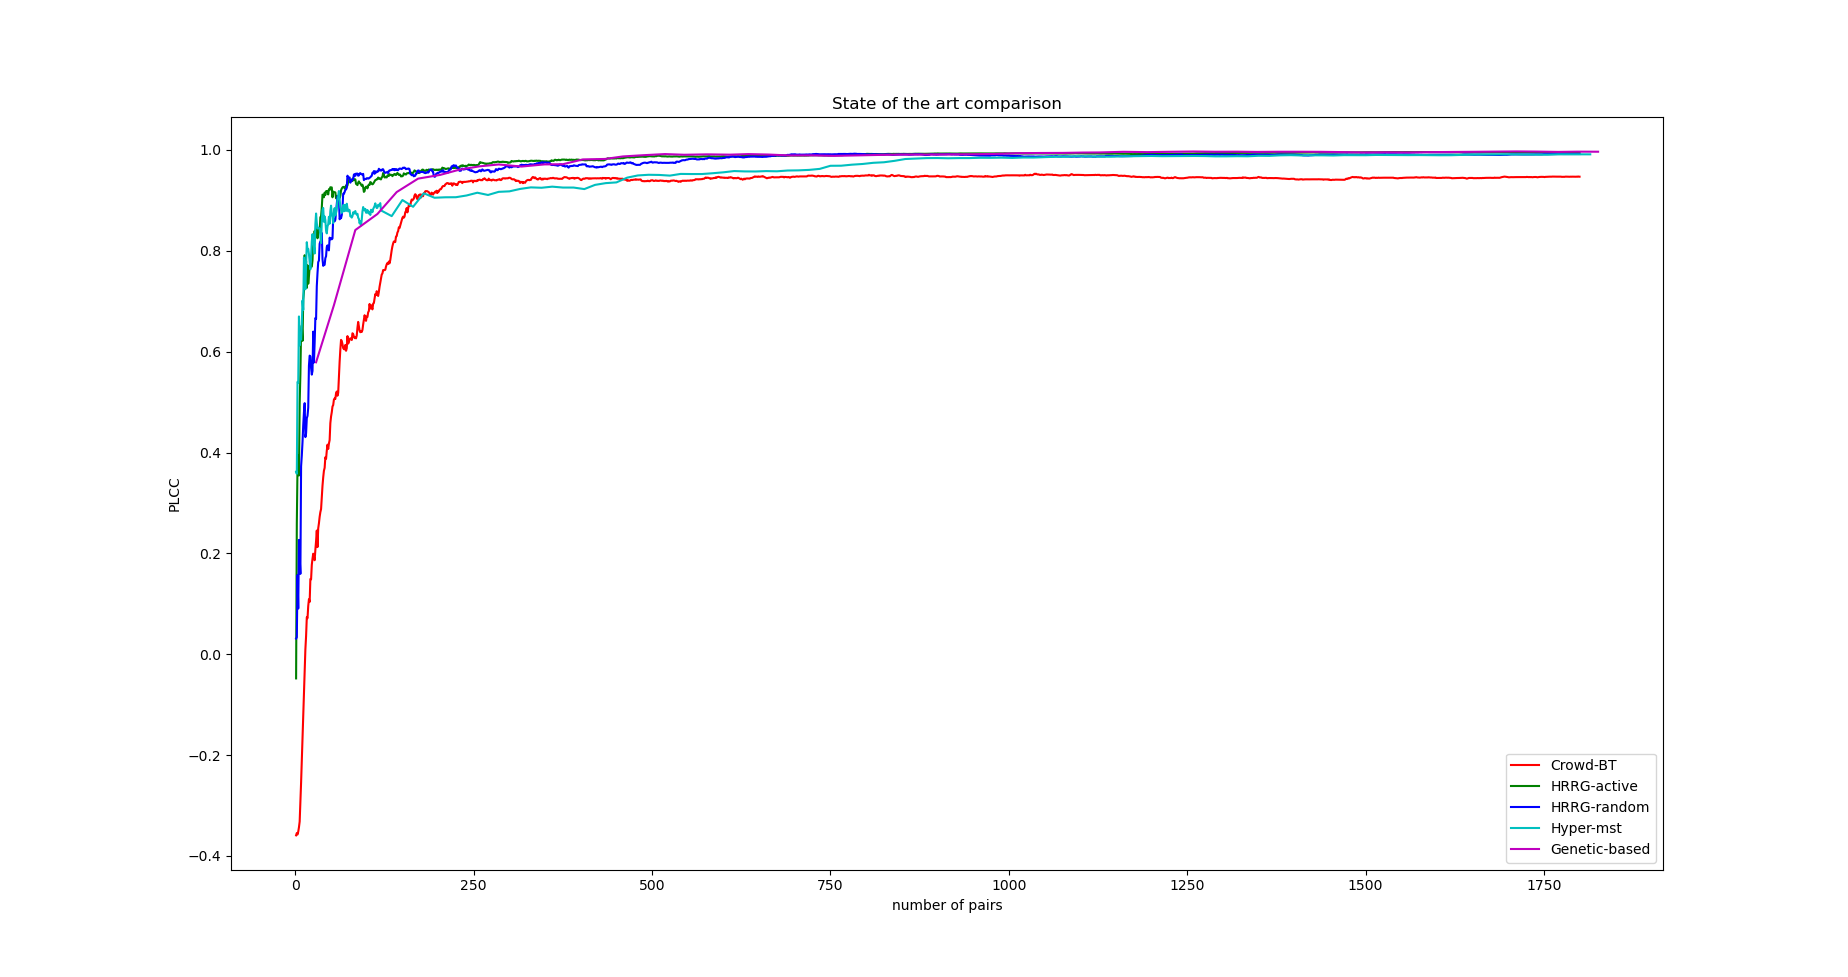 State of the art comparison
PLCC
1.0
0.8
0.6
0.4
0.2
0.0
−0.2
−0.4
0 250 500 750 1000 1250 1500 1750
number of pairs
Crowd-BT
HRRG-active
HRRG-random
Hyper-mst
Genetic-based